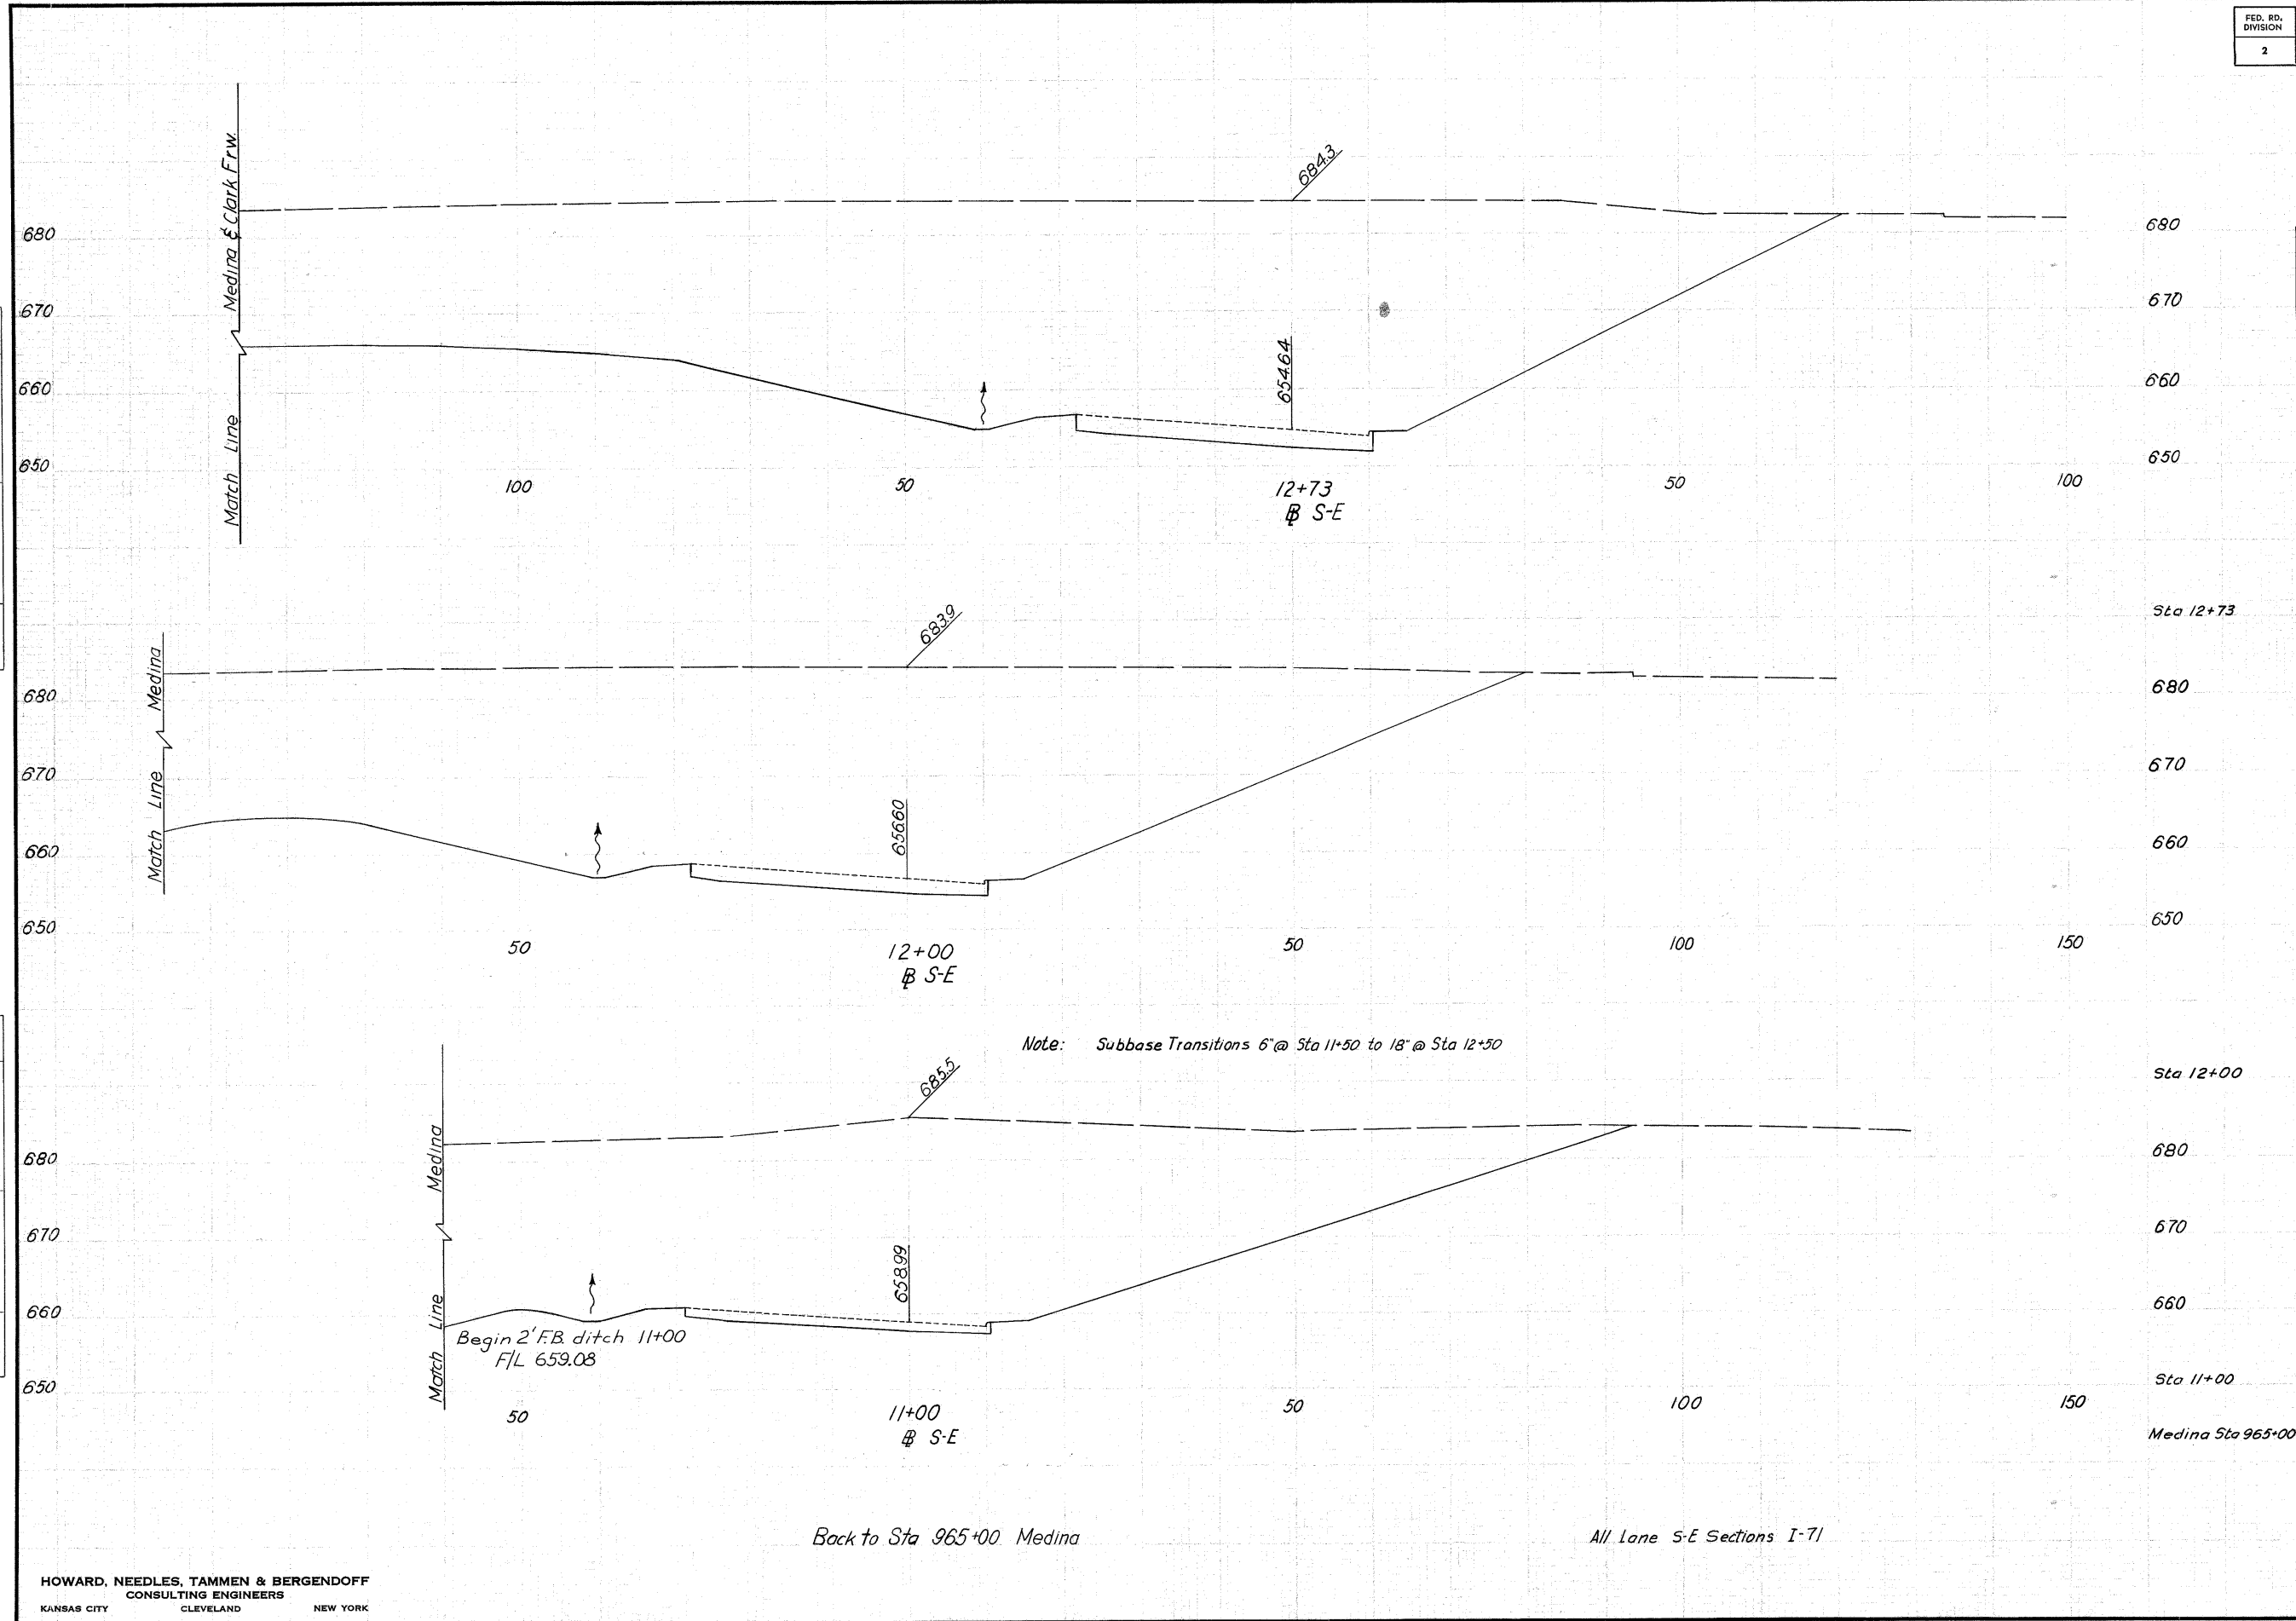 FED. RD.
DIVISION
2
Medina & Clark Frw.
Match Line
684.3
654.64
680
670
660
650
680
670
660
650
100
50
12+73
℄ S-E
50
100
Sta 12+73
Medina
Match Line
683.9
656.60
680
670
660
650
680
670
660
650
50
12+00
S-E
50
100
150
Note: Subbase Transitions 6"@ Sta 11+50 to 18"@ Sta 12+50
Sta 12+00
Medina
Match Line
685.5
658.99
680
670
660
650
680
670
660
Begin 2' F.B. ditch 11+00
F/L 659.08
Sta 11+00
50
11+00
S-E
50
100
150
Medina Sta 965+00
Back to Sta 965+00 Medina
All Lane S-E Sections I-71
HOWARD, NEEDLES, TAMMEN & BERGENDOFF
CONSULTING ENGINEERS
KANSAS CITY CLEVELAND NEW YORK